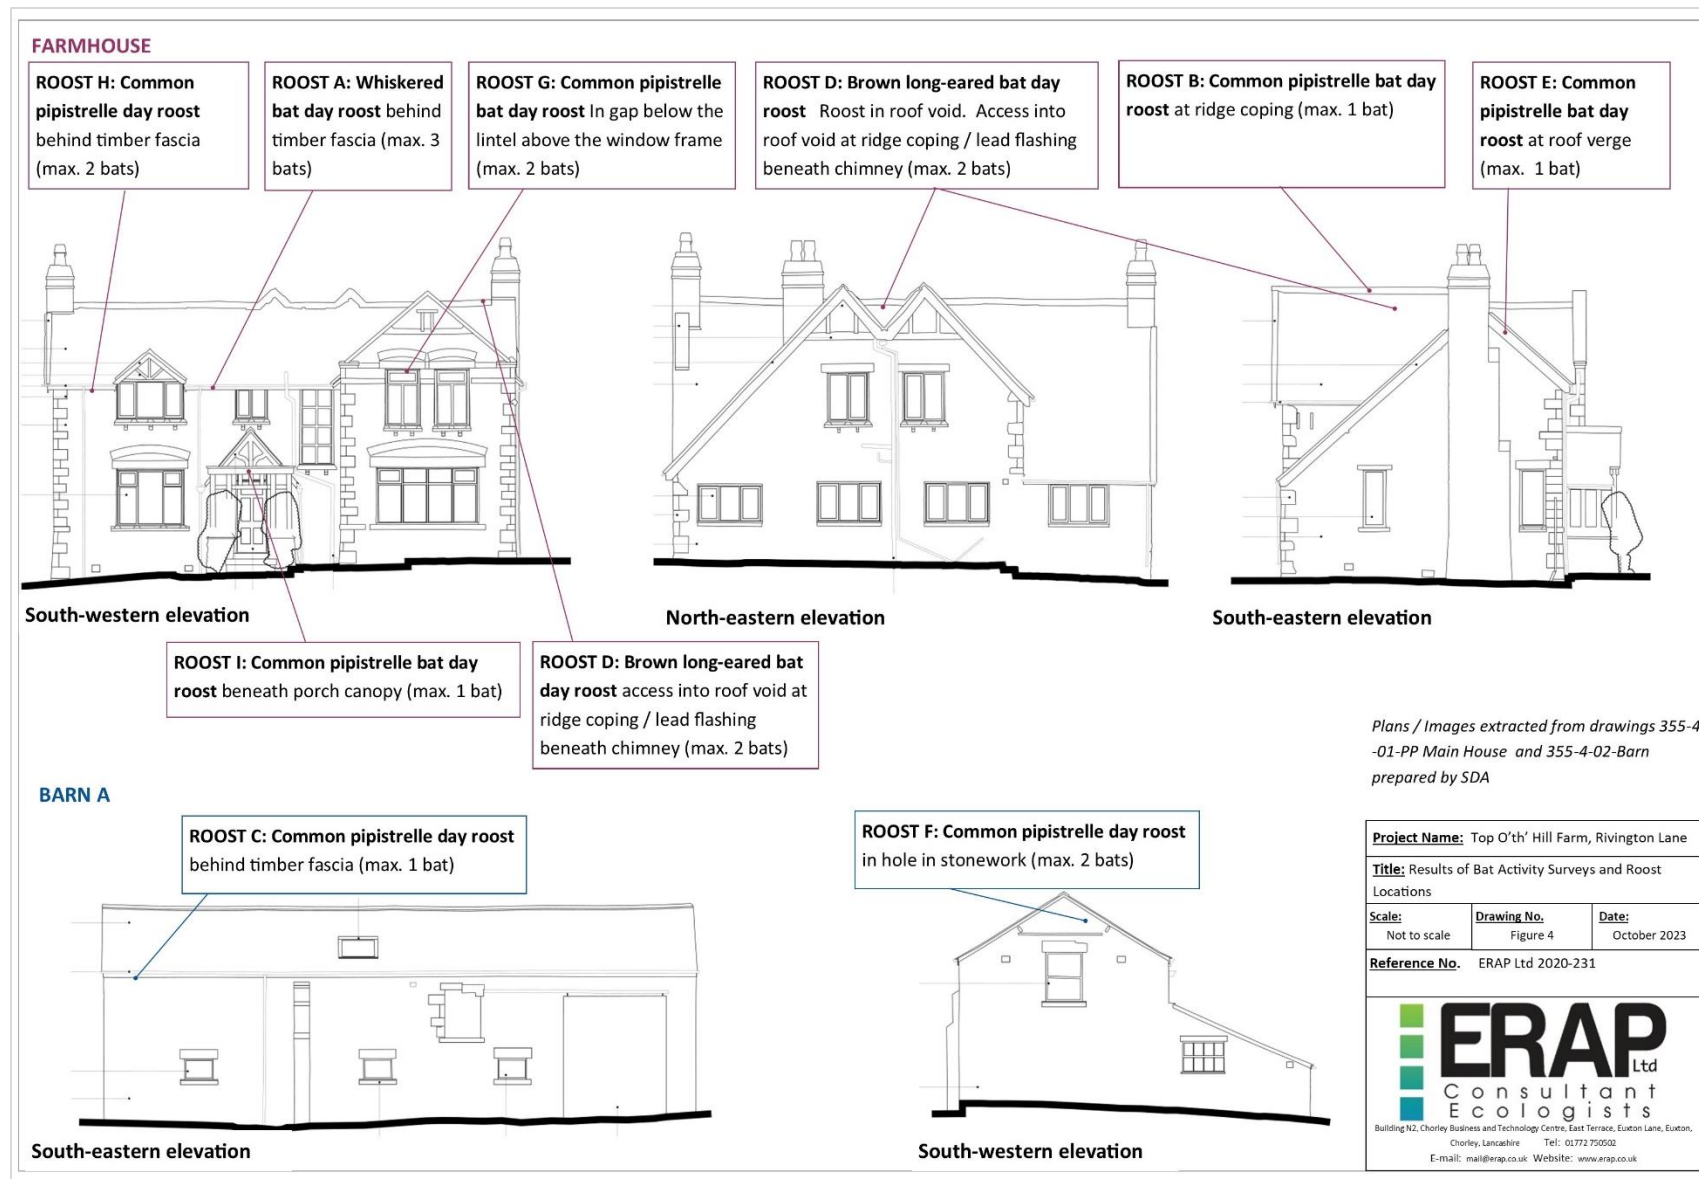 FARMHOUSE
ROOST H: Common
pipistrelle day roost
behind timber fascia
(max. 2 bats)
ROOST A: Whiskered
bat day roost behind
timber fascia (max. 3
bats)
ROOST G: Common pipistrelle
bat day roost In gap below the
lintel above the window frame
(max. 2 bats)
ROOST D: Brown long-eared bat day
roost Roost in roof void. Access into
roof void at ridge coping / lead flashing
beneath chimney (max. 2 bats)
ROOST B: Common pipistrelle bat day
roost at ridge coping (max. 1 bat)
ROOST E: Common
pipistrelle bat day
roost at roof verge
(max. 1 bat)
South-western elevation
North-eastern elevation
South-eastern elevation
ROOST I: Common pipistrelle bat day
roost beneath porch canopy (max. 1 bat)
ROOST D: Brown long-eared bat
day roost access into roof void at
ridge coping / lead flashing
beneath chimney (max. 2 bats)
Plans / Images extracted from drawings 355-4
-01-PP Main House and 355-4-02-Barn
prepared by SDA
BARN A
ROOST C: Common pipistrelle day roost
behind timber fascia (max. 1 bat)
ROOST F: Common pipistrelle day roost
in hole in stonework (max. 2 bats)
South-eastern elevation
South-western elevation
Project Name: Top O'th' Hill Farm, Rivington Lane
Title: Results of Bat Activity Surveys and Roost
Locations
Scale:
Not to scale
Drawing No.
Figure 4
Date:
October 2023
Reference No. ERAP Ltd 2020-231
ERAP Ltd
Consultant
Ecologists
Building N2, Chorley Business and Technology Centre, East Terrace, Euxton Lane, Euxton,
Chorley, Lancashire Tel: 01772 750502
E-mail: mail@erap.co.uk Website: www.erap.co.uk